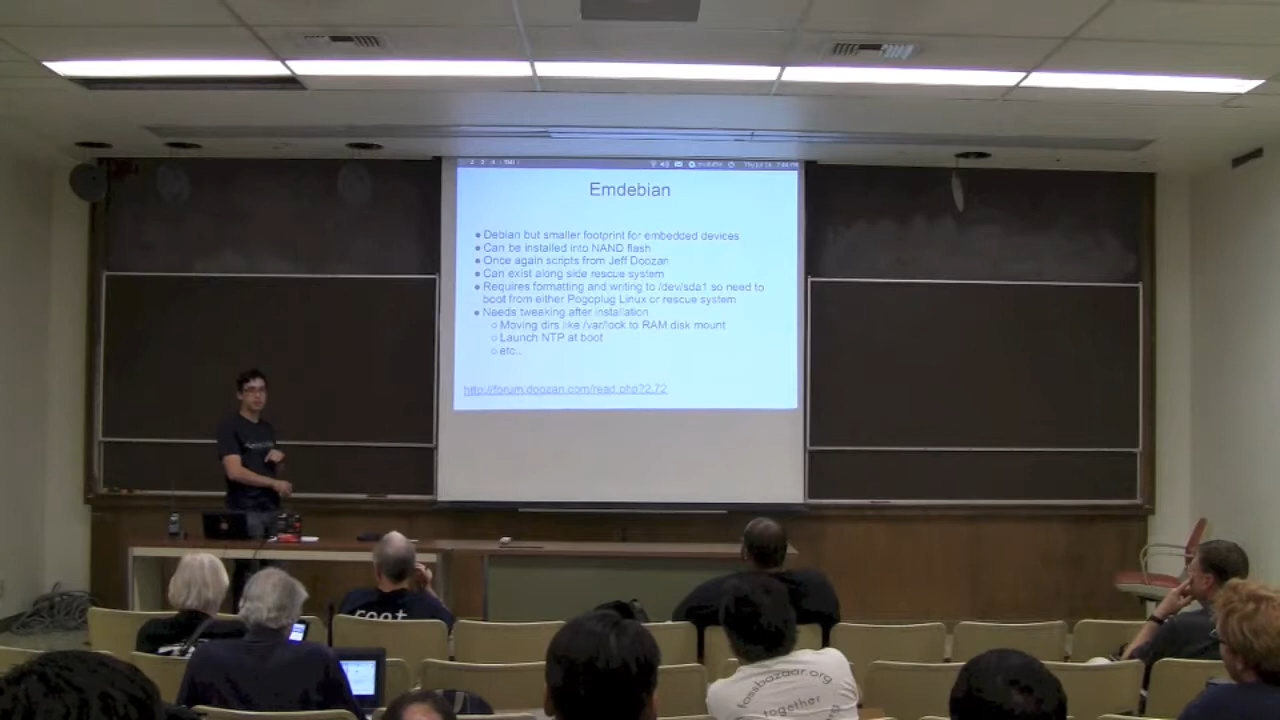 Emdebian
● Debian but smaller footprint for embedded devices
● Can be installed into NAND flash
● Once again scripts from Jeff Doozan
● Can exist along side rescue system
● Requires formatting and writing to /dev/sda1 so need to
boot from either Pogoplug Linux or rescue system
● Needs tweaking after installation
○ Moving dirs like /var/lock to RAM disk mount
○ Launch NTP at boot
○ etc...
http://forum.doozan.com/read.php?2,72
root
fossbazaar.org
together